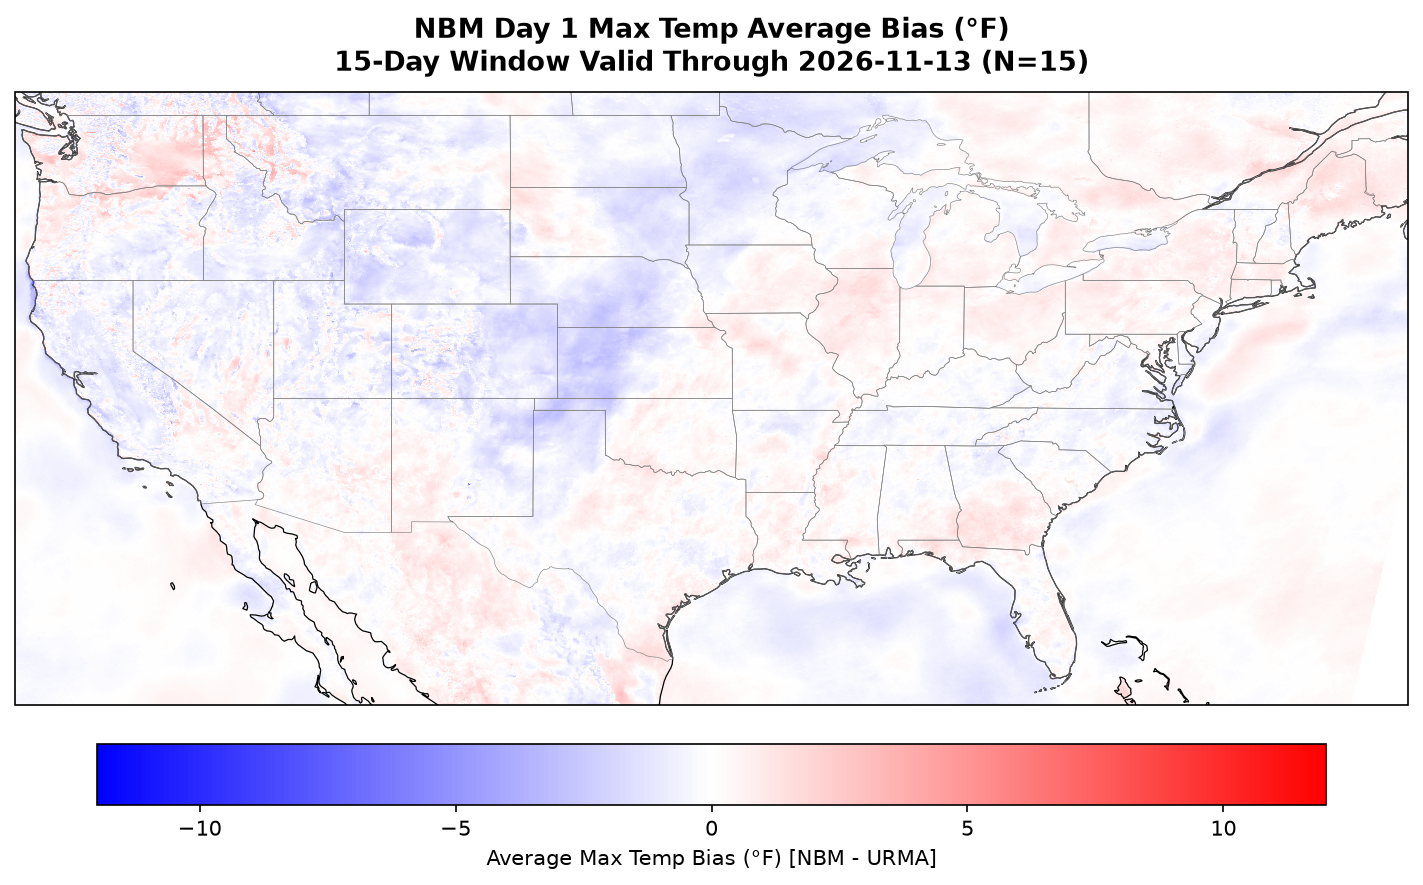 NBM Day 1 Max Temp Average Bias (°F)
15-Day Window Valid Through 2026-11-13 (N=15)
−10
−5
0
5
10
Average Max Temp Bias (°F) [NBM - URMA]